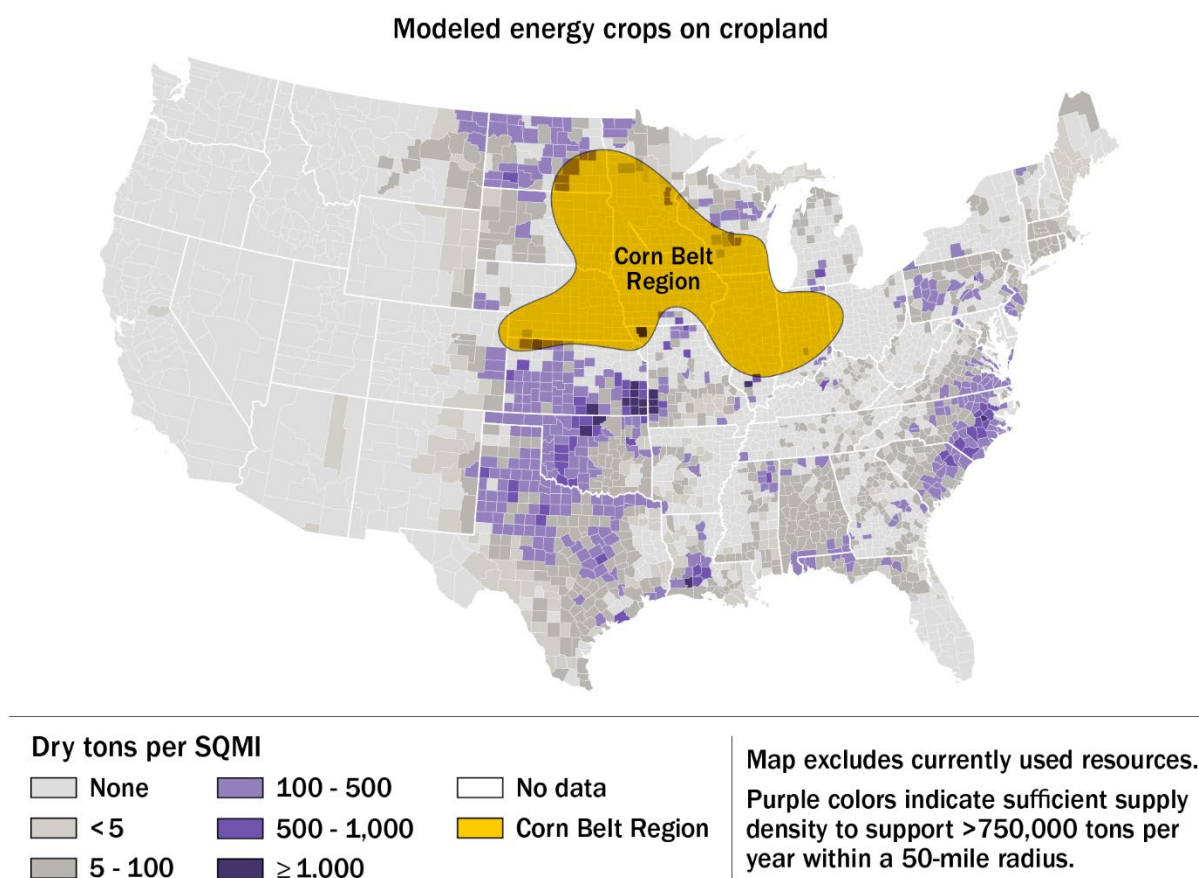 Modeled energy crops on cropland
Corn Belt
Region
Dry tons per SQMI
None
< 5
5 - 100
100 - 500
500 - 1,000
≥ 1,000
No data
Corn Belt Region
Map excludes currently used resources.
Purple colors indicate sufficient supply
density to support >750,000 tons per
year within a 50-mile radius.